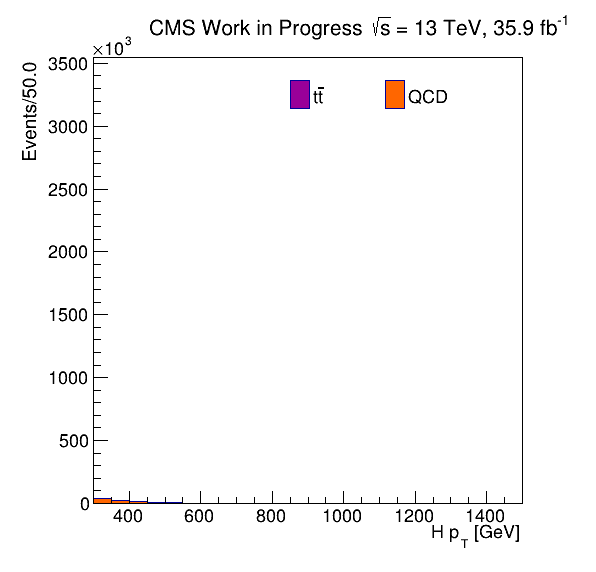 CMS Work in Progress √s = 13 TeV, 35.9 fb⁻¹
×10³
Events/50.0
3500
3000
2500
2000
1500
1000
500
0
tt̄
QCD
400 600 800 1000 1200 1400
H p_T [GeV]